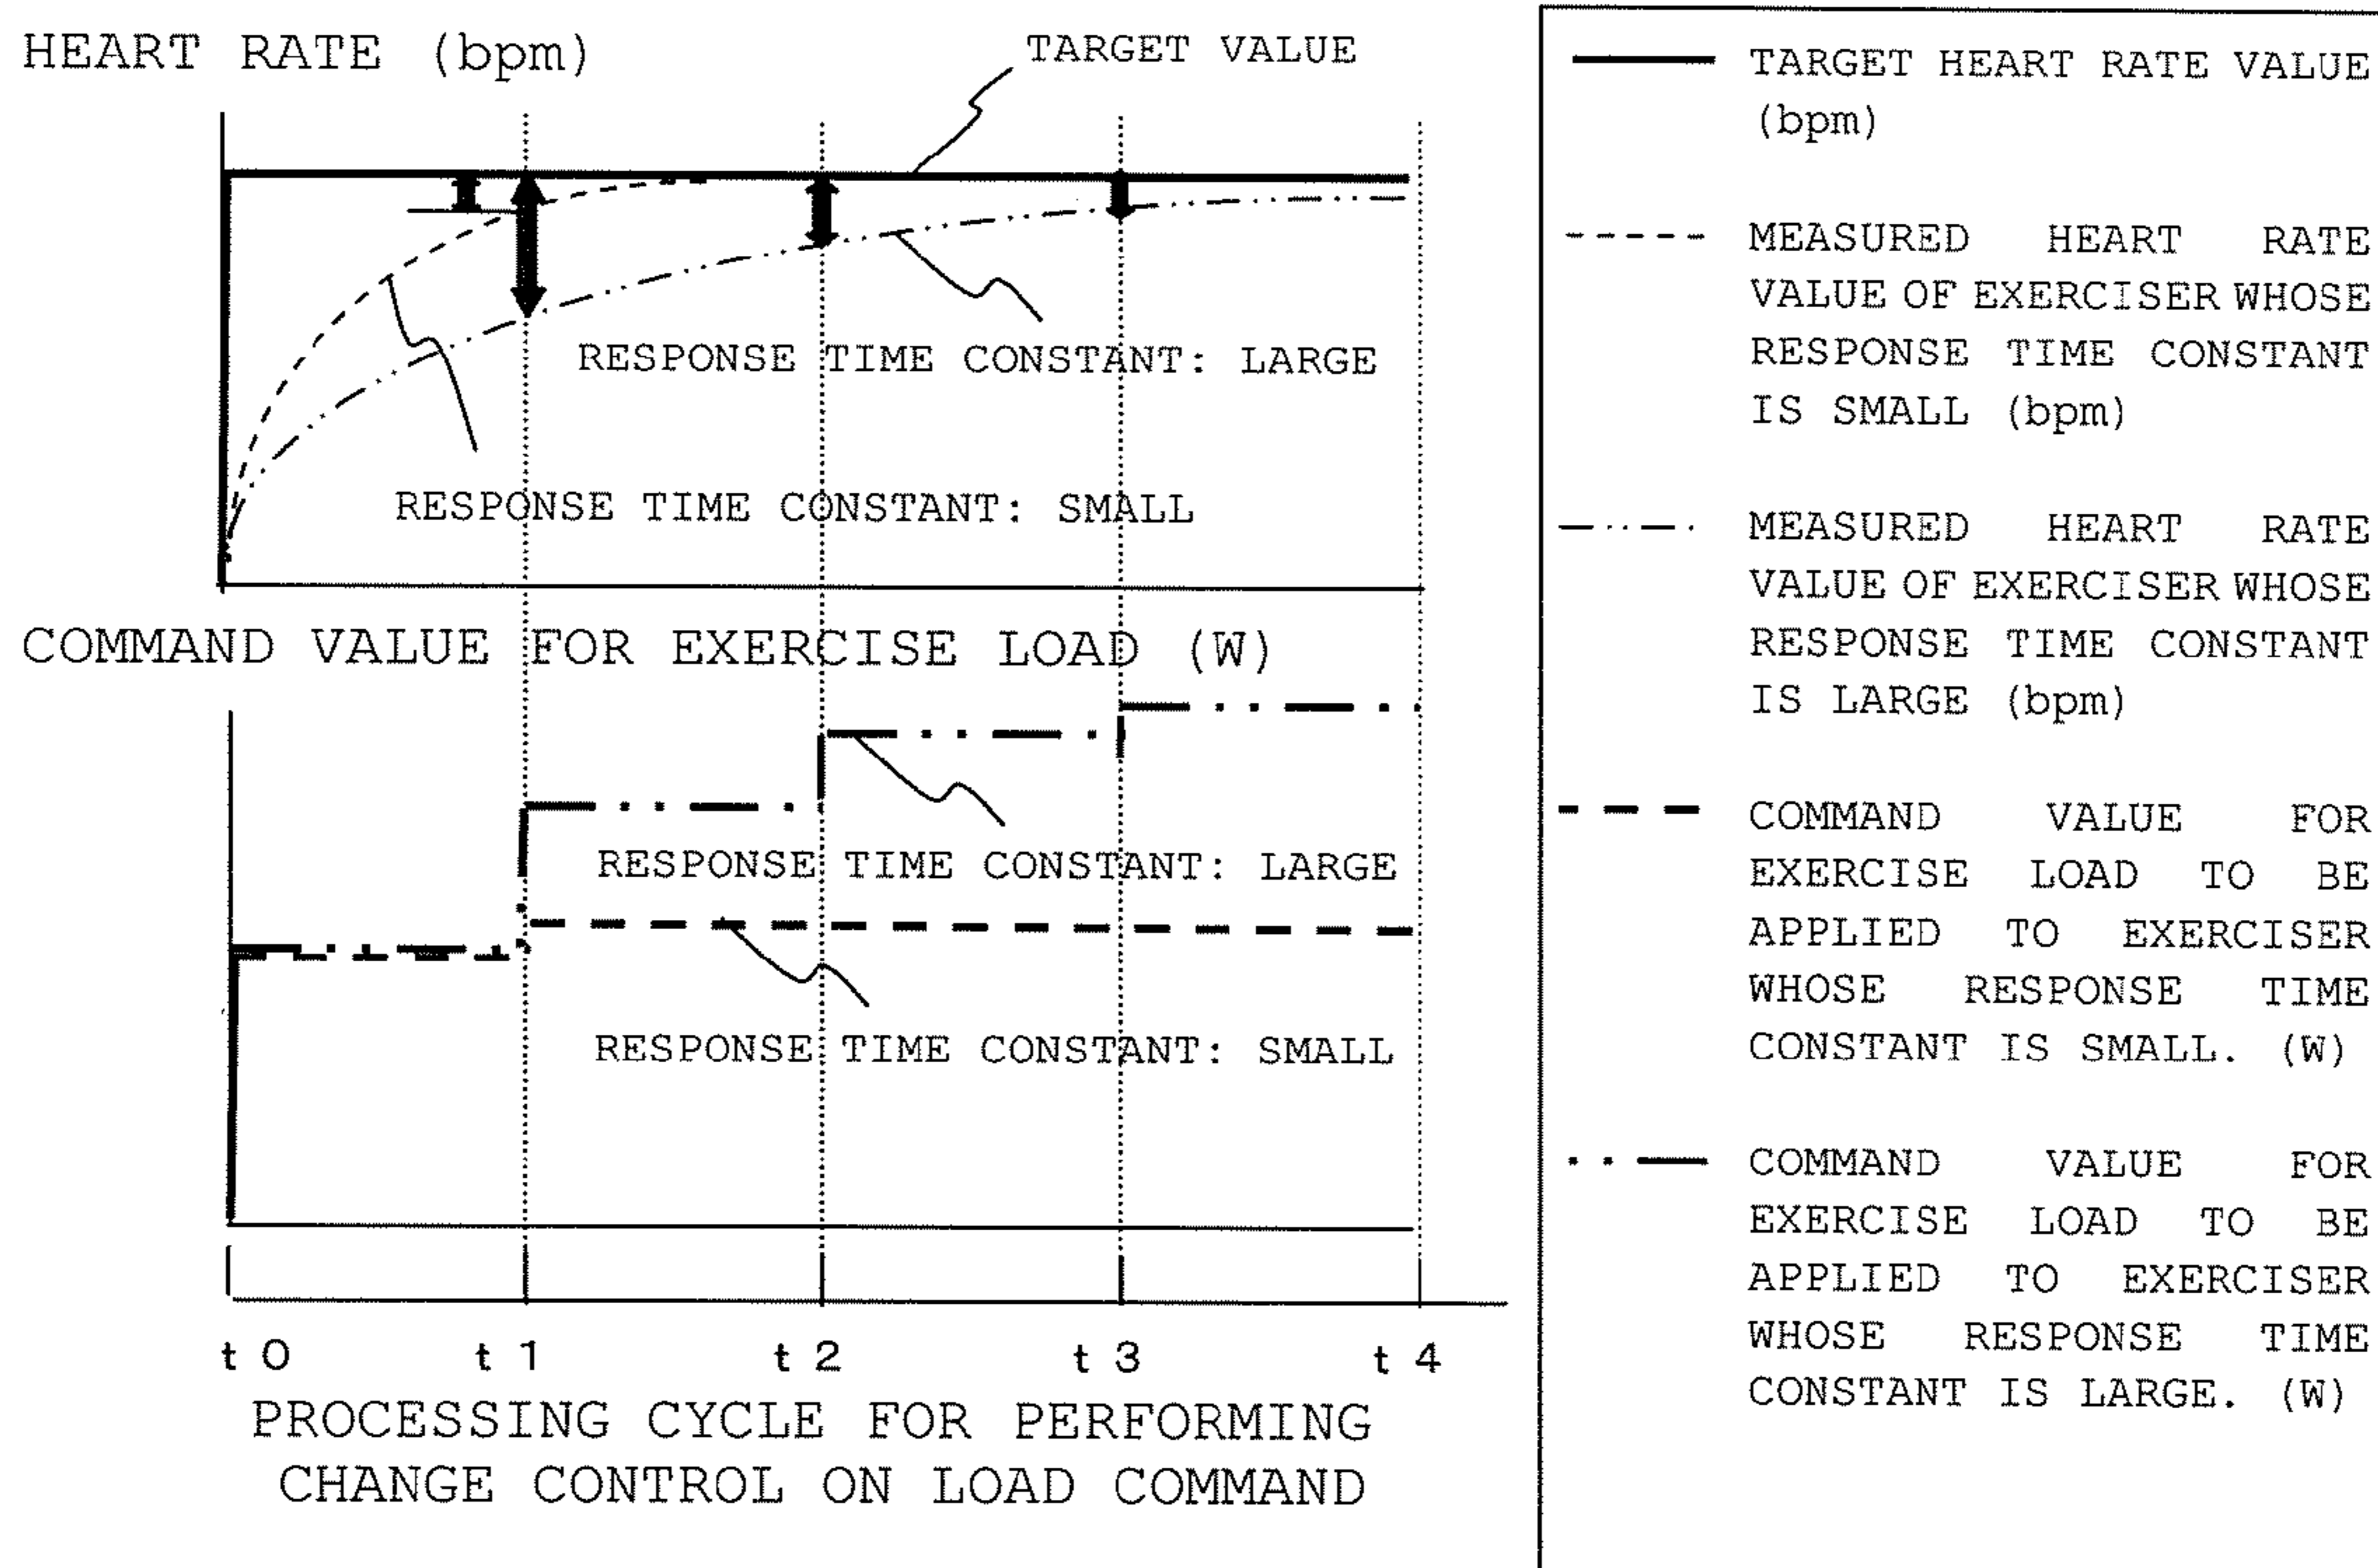 HEART RATE (bpm)
TARGET VALUE
RESPONSE TIME CONSTANT: LARGE
RESPONSE TIME CONSTANT: SMALL
COMMAND VALUE FOR EXERCISE LOAD (W)
RESPONSE TIME CONSTANT: LARGE
RESPONSE TIME CONSTANT: SMALL
t 0 t 1 t 2 t 3 t 4
PROCESSING CYCLE FOR PERFORMING
CHANGE CONTROL ON LOAD COMMAND
TARGET HEART RATE VALUE
(bpm)
MEASURED HEART RATE
VALUE OF EXERCISER WHOSE
RESPONSE TIME CONSTANT
IS SMALL (bpm)
MEASURED HEART RATE
VALUE OF EXERCISER WHOSE
RESPONSE TIME CONSTANT
IS LARGE (bpm)
COMMAND VALUE FOR
EXERCISE LOAD TO BE
APPLIED TO EXERCISER
WHOSE RESPONSE TIME
CONSTANT IS SMALL. (W)
COMMAND VALUE FOR
EXERCISE LOAD TO BE
APPLIED TO EXERCISER
WHOSE RESPONSE TIME
CONSTANT IS LARGE. (W)